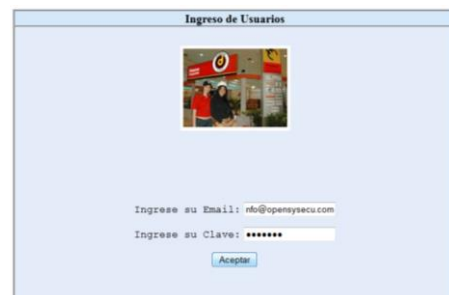 Ingreso de Usuarios
Ingrese su Email: nfo@opensysecu.com
Ingrese su Clave: •••••••
Aceptar